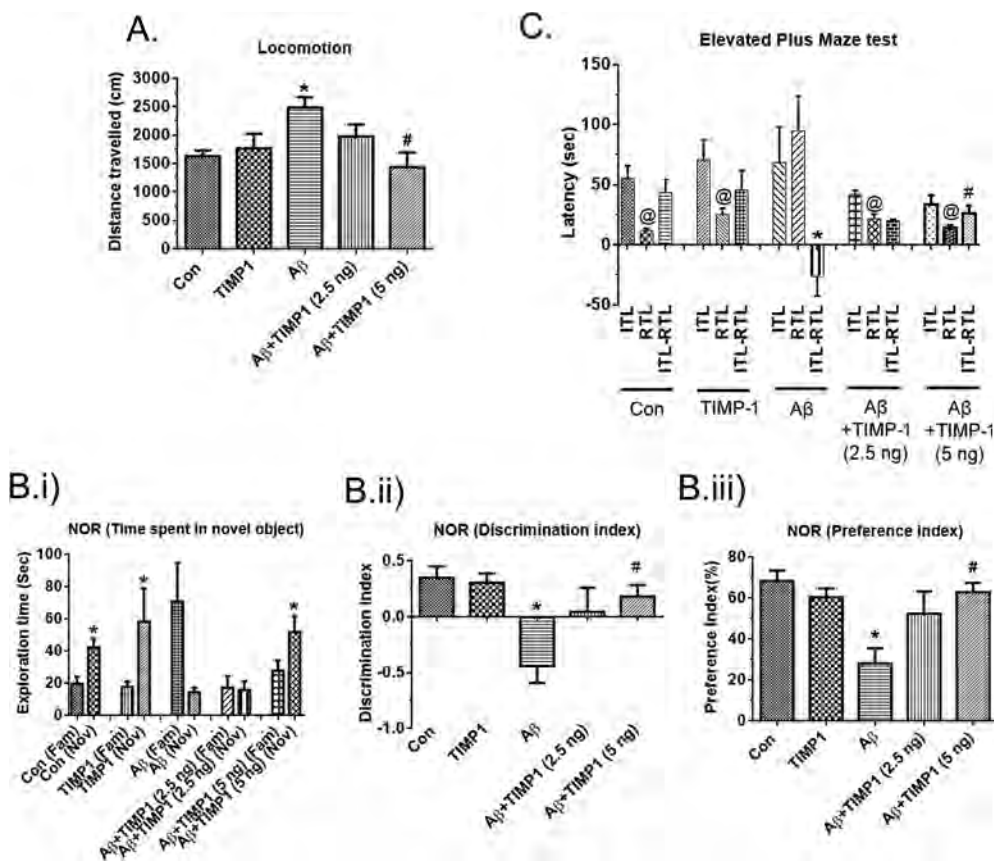 A.
Locomotion
Distance travelled (cm)
3000
2500
2000
1500
1000
500
0
*
#
Con
TIMP1
Aβ
Aβ+TIMP1 (2.5 ng)
Aβ+TIMP1 (5 ng)
C.
Elevated Plus Maze test
Latency (sec)
150
100
50
0
-50
@
@
*
@
@
#
ITL
RTL
ITL-RTL
ITL
RTL
ITL-RTL
ITL
RTL
ITL-RTL
ITL
RTL
ITL-RTL
ITL
RTL
ITL-RTL
Con
TIMP-1
Aβ
Aβ
+TIMP-1
(2.5 ng)
Aβ
+TIMP-1
(5 ng)
B.i)
NOR (Time spent in novel object)
Exploration time (Sec)
100
80
60
40
20
0
*
*
*
Con (Fam)
Con (Nov)
TIMP1 (Fam)
TIMP1 (Nov)
Aβ (Fam)
Aβ (Nov)
Aβ+TIMP1 (2.5 ng) (Fam)
Aβ+TIMP1 (2.5 ng) (Nov)
Aβ+TIMP1 (5 ng) (Fam)
Aβ+TIMP1 (5 ng) (Nov)
B.ii)
NOR (Discrimination index)
Discrimination index
0.5
0.0
-0.5
-1.0
*
#
Con
TIMP1
Aβ
Aβ+TIMP1 (2.5 ng)
Aβ+TIMP1 (5 ng)
B.iii)
NOR (Preference index)
Preference index(%)
80
60
40
20
0
*
#
Con
TIMP1
Aβ
Aβ+TIMP1 (2.5 ng)
Aβ+TIMP1 (5 ng)